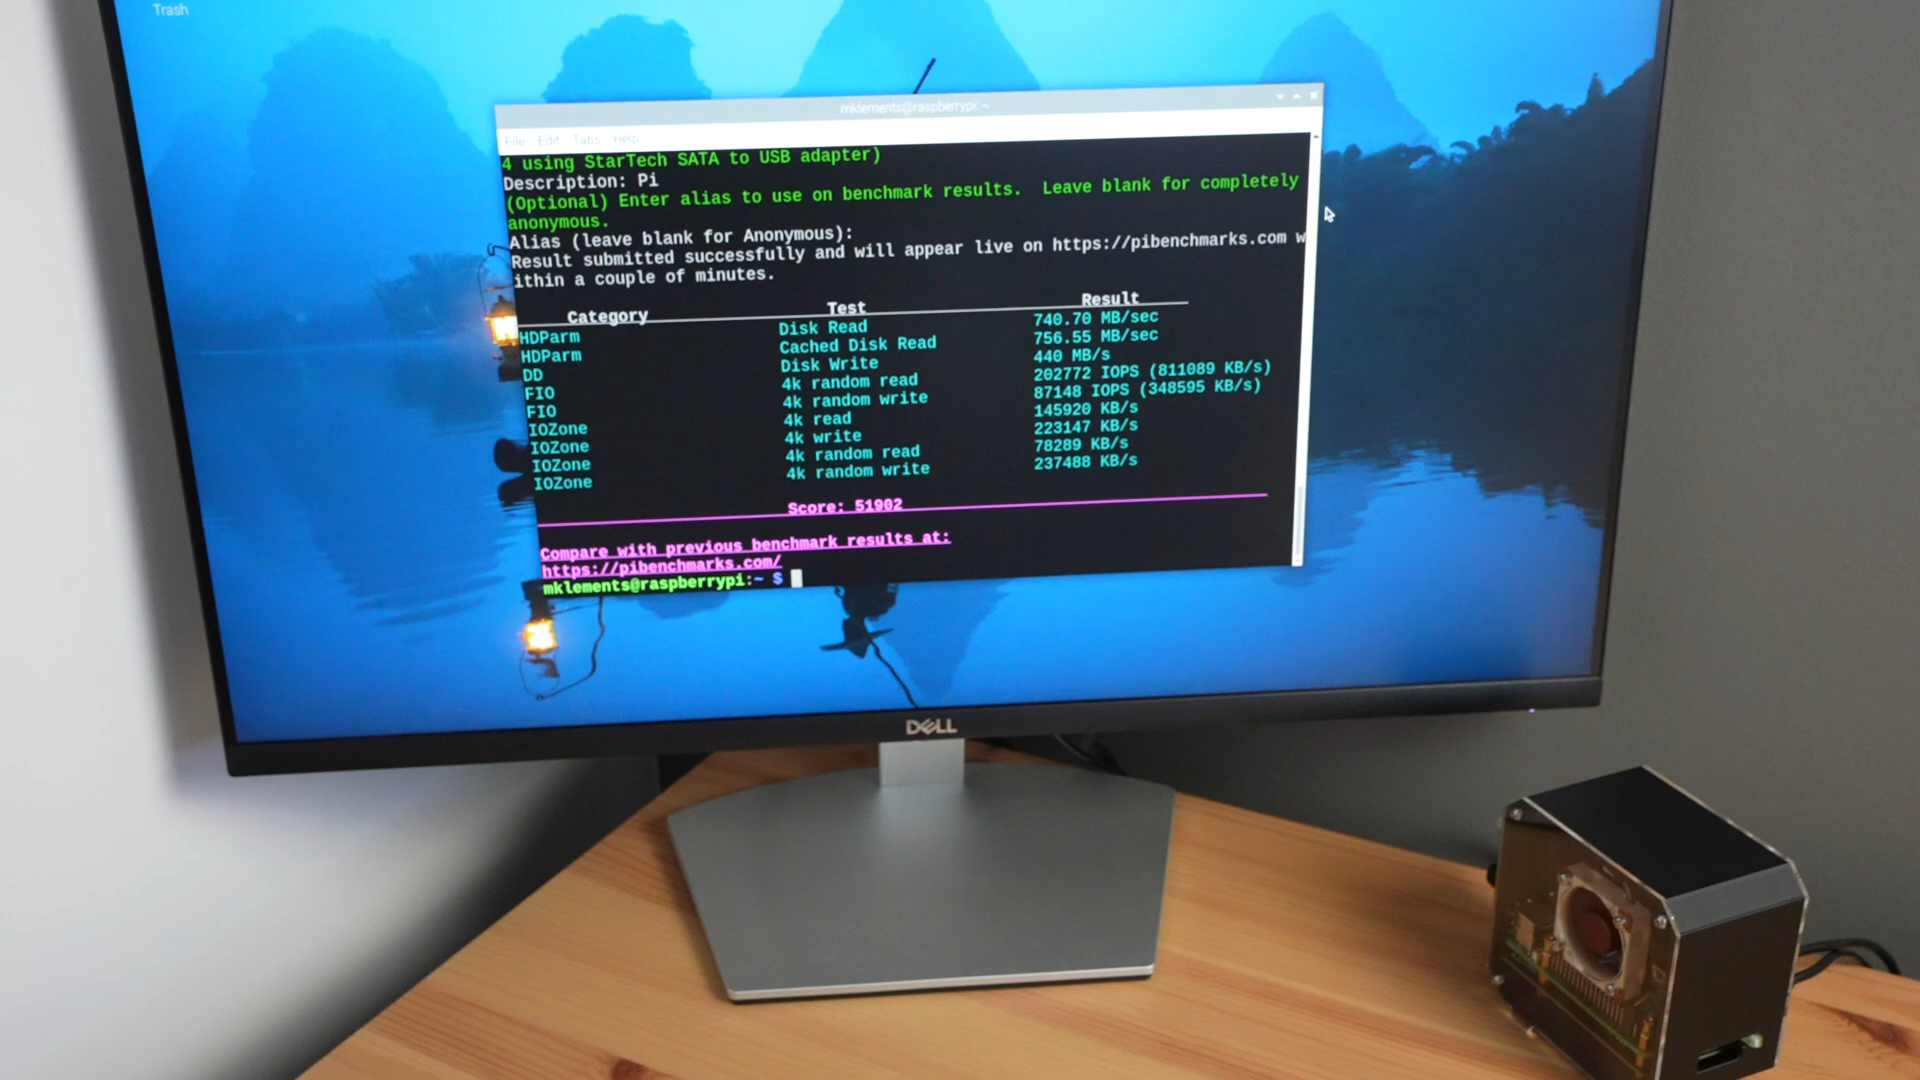 Trash
mklements@raspberrypi: ~
File Edit Tabs Help
4 using StarTech SATA to USB adapter)
Description: Pi
(Optional) Enter alias to use on benchmark results.  Leave blank for completely
anonymous.
Alias (leave blank for Anonymous):
Result submitted successfully and will appear live on https://pibenchmarks.com w
ithin a couple of minutes.
Category Test Result
HDParm Disk Read 740.70 MB/sec
HDParm Cached Disk Read 756.55 MB/sec
DD Disk Write 440 MB/s
FIO 4k random read 202772 IOPS (811089 KB/s)
FIO 4k random write 87148 IOPS (348595 KB/s)
IOZone 4k read 145920 KB/s
IOZone 4k write 223147 KB/s
IOZone 4k random read 78289 KB/s
IOZone 4k random write 237488 KB/s
Score: 51902
Compare with previous benchmark results at:
https://pibenchmarks.com/
mklements@raspberrypi:~ $
DELL